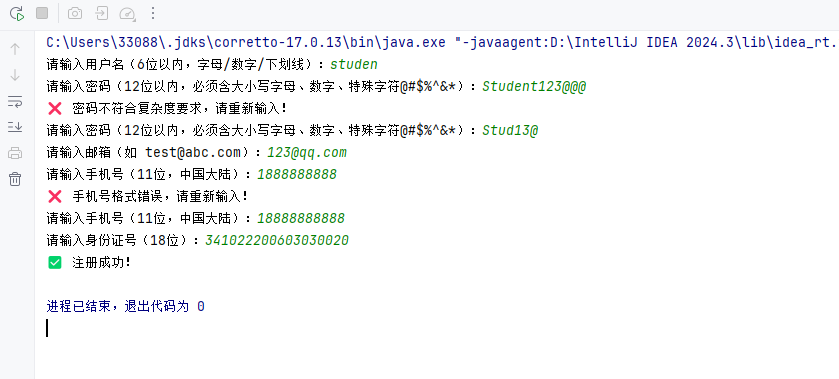 C:\Users\33088\.jdks\corretto-17.0.13\bin\java.exe "-javaagent:D:\IntelliJ IDEA 2024.3\lib\idea_rt.
请输入用户名（6位以内，字母/数字/下划线）：studen
请输入密码（12位以内，必须含大小写字母、数字、特殊字符@#$%^&*）：Student123@@@
❌ 密码不符合复杂度要求，请重新输入！
请输入密码（12位以内，必须含大小写字母、数字、特殊字符@#$%^&*）：Stud13@
请输入邮箱（如 test@abc.com）：123@qq.com
请输入手机号（11位，中国大陆）：1888888888
❌ 手机号格式错误，请重新输入！
请输入手机号（11位，中国大陆）：18888888888
请输入身份证号（18位）：341022200603030020
✅ 注册成功！
进程已结束，退出代码为 0